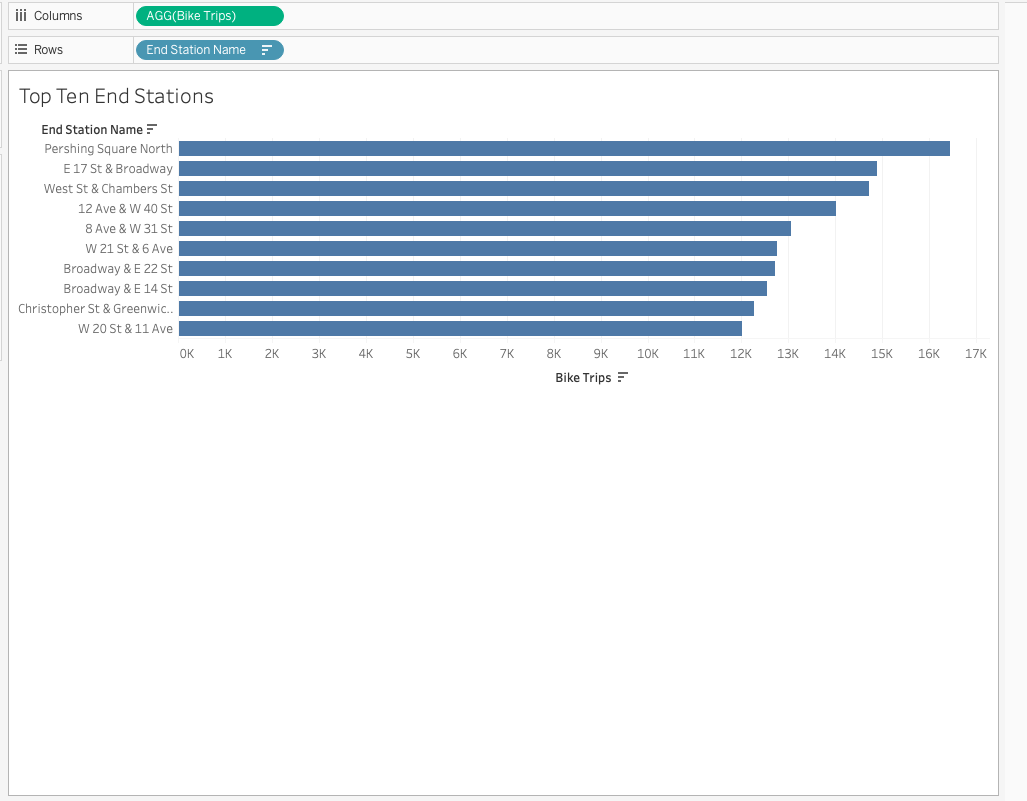 Columns AGG(Bike Trips)
Rows End Station Name
Top Ten End Stations
End Station Name
Pershing Square North
E 17 St & Broadway
West St & Chambers St
12 Ave & W 40 St
8 Ave & W 31 St
W 21 St & 6 Ave
Broadway & E 22 St
Broadway & E 14 St
Christopher St & Greenwic..
W 20 St & 11 Ave
0K 1K 2K 3K 4K 5K 6K 7K 8K 9K 10K 11K 12K 13K 14K 15K 16K 17K
Bike Trips